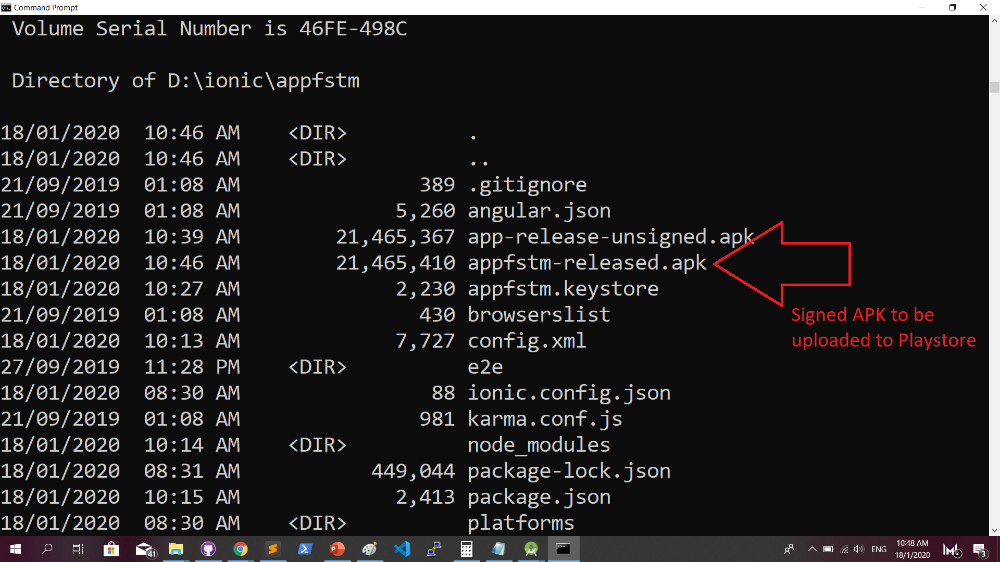 Command Prompt
Volume Serial Number is 46FE-498C
Directory of D:\ionic\appfstm
18/01/2020  10:46 AM    <DIR>          .
18/01/2020  10:46 AM    <DIR>          ..
21/09/2019  01:08 AM               389 .gitignore
21/09/2019  01:08 AM             5,260 angular.json
18/01/2020  10:39 AM        21,465,367 app-release-unsigned.apk
18/01/2020  10:46 AM        21,465,410 appfstm-released.apk
18/01/2020  10:27 AM             2,230 appfstm.keystore
21/09/2019  01:08 AM               430 browserslist
18/01/2020  10:13 AM             7,727 config.xml
27/09/2019  11:28 PM    <DIR>          e2e
18/01/2020  08:30 AM                88 ionic.config.json
21/09/2019  01:08 AM               981 karma.conf.js
18/01/2020  10:14 AM    <DIR>          node_modules
18/01/2020  08:31 AM           449,044 package-lock.json
18/01/2020  10:15 AM             2,413 package.json
18/01/2020  08:30 AM    <DIR>          platforms
Signed APK to be
uploaded to Playstore
41
ENG
10:48 AM
18/1/2020
2
3